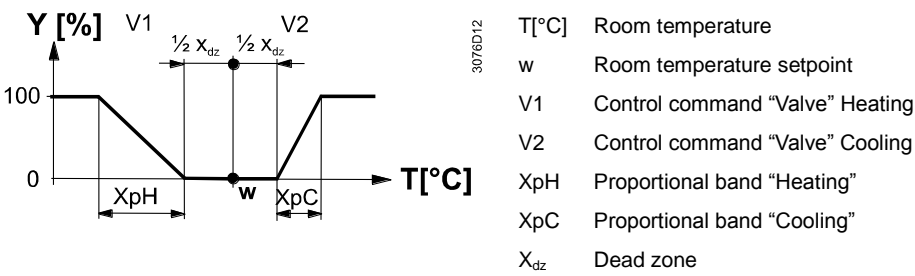 Y [%] V1 V2
½ x_dz ½ x_dz
100
0
XpH w XpC T[°C]
3076D12
T[°C] Room temperature
w Room temperature setpoint
V1 Control command “Valve” Heating
V2 Control command “Valve” Cooling
XpH Proportional band “Heating”
XpC Proportional band “Cooling”
X_dz Dead zone